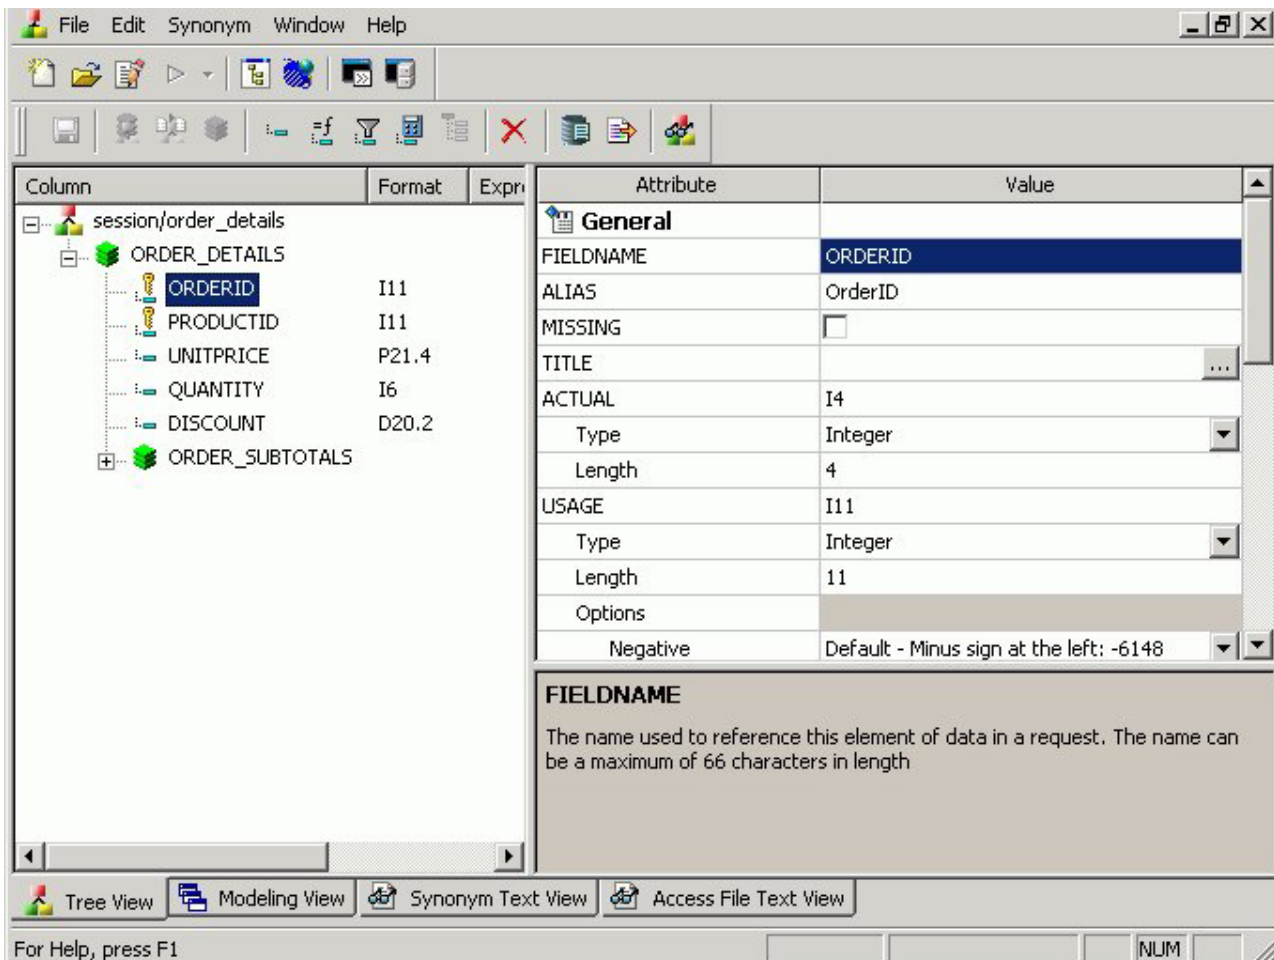 File Edit Synonym Window Help
Column Format Expr
session/order_details
ORDER_DETAILS
ORDERID I11
PRODUCTID I11
UNITPRICE P21.4
QUANTITY I6
DISCOUNT D20.2
ORDER_SUBTOTALS
Attribute Value
General
FIELDNAME ORDERID
ALIAS OrderID
MISSING
TITLE ...
ACTUAL I4
Type Integer
Length 4
USAGE I11
Type Integer
Length 11
Options
Negative Default - Minus sign at the left: -6148
FIELDNAME
The name used to reference this element of data in a request. The name can
be a maximum of 66 characters in length
Tree View Modeling View Synonym Text View Access File Text View
For Help, press F1 NUM